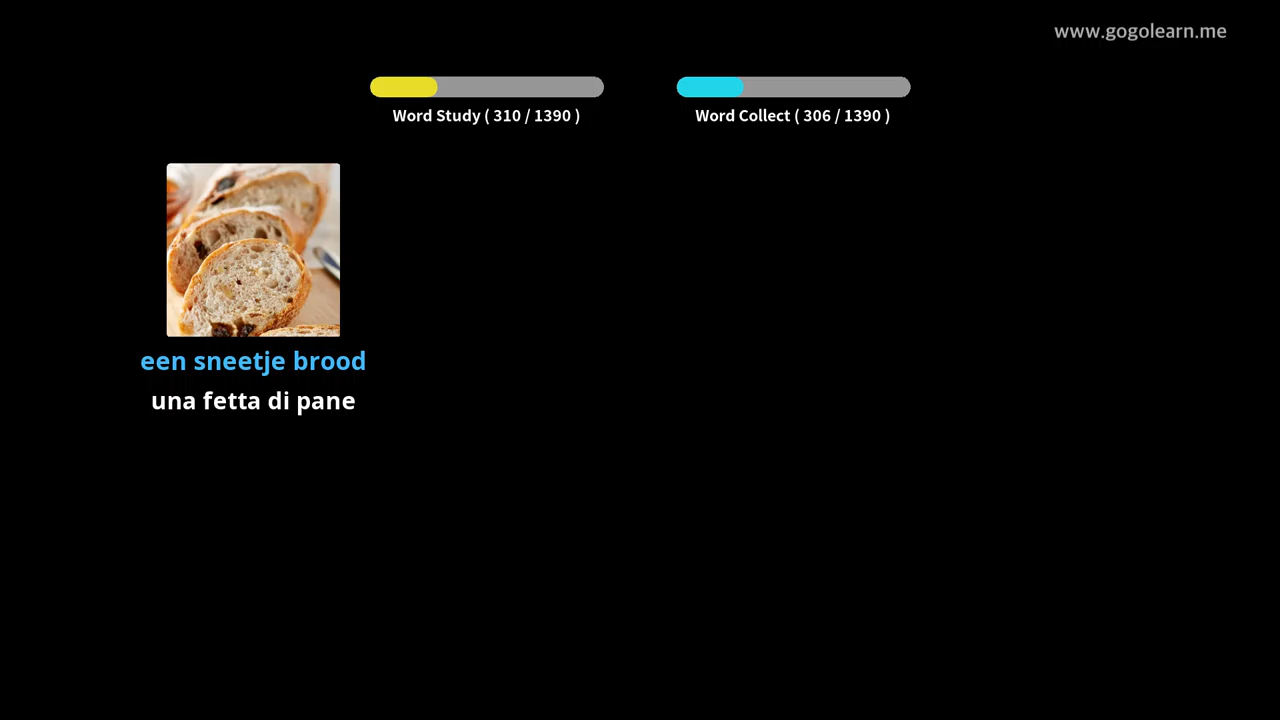 www.gogolearn.me
Word Study ( 310 / 1390 )
Word Collect ( 306 / 1390 )
een sneetje brood
una fetta di pane